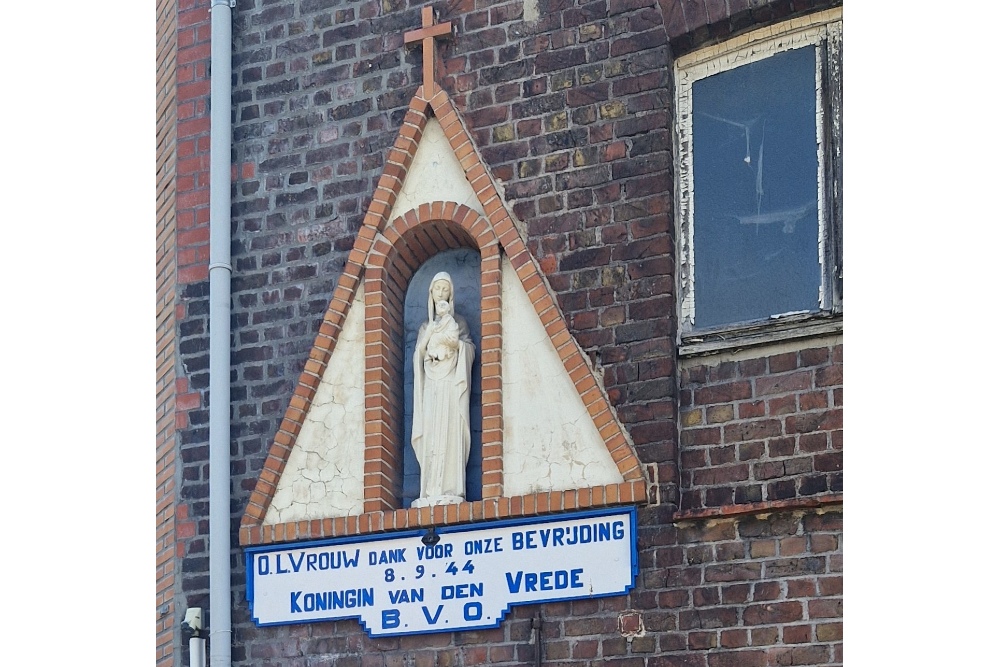 O.L.VROUW DANK VOOR ONZE BEVRIJDING
8.9.44
KONINGIN VAN DEN VREDE
B.V.O.